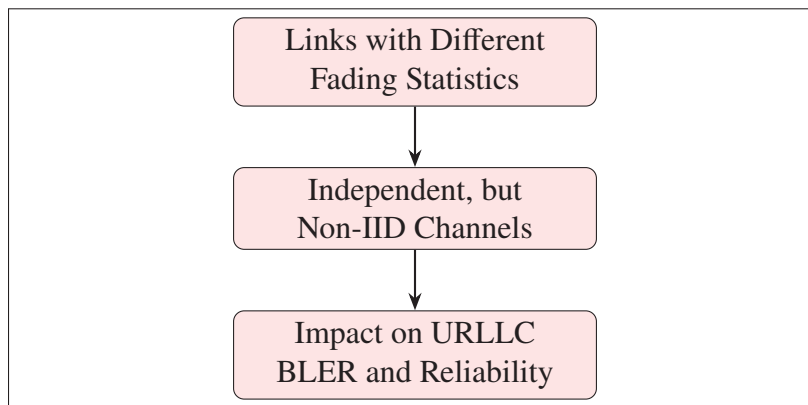 Links with Different
Fading Statistics
Independent, but
Non-IID Channels
Impact on URLLC
BLER and Reliability